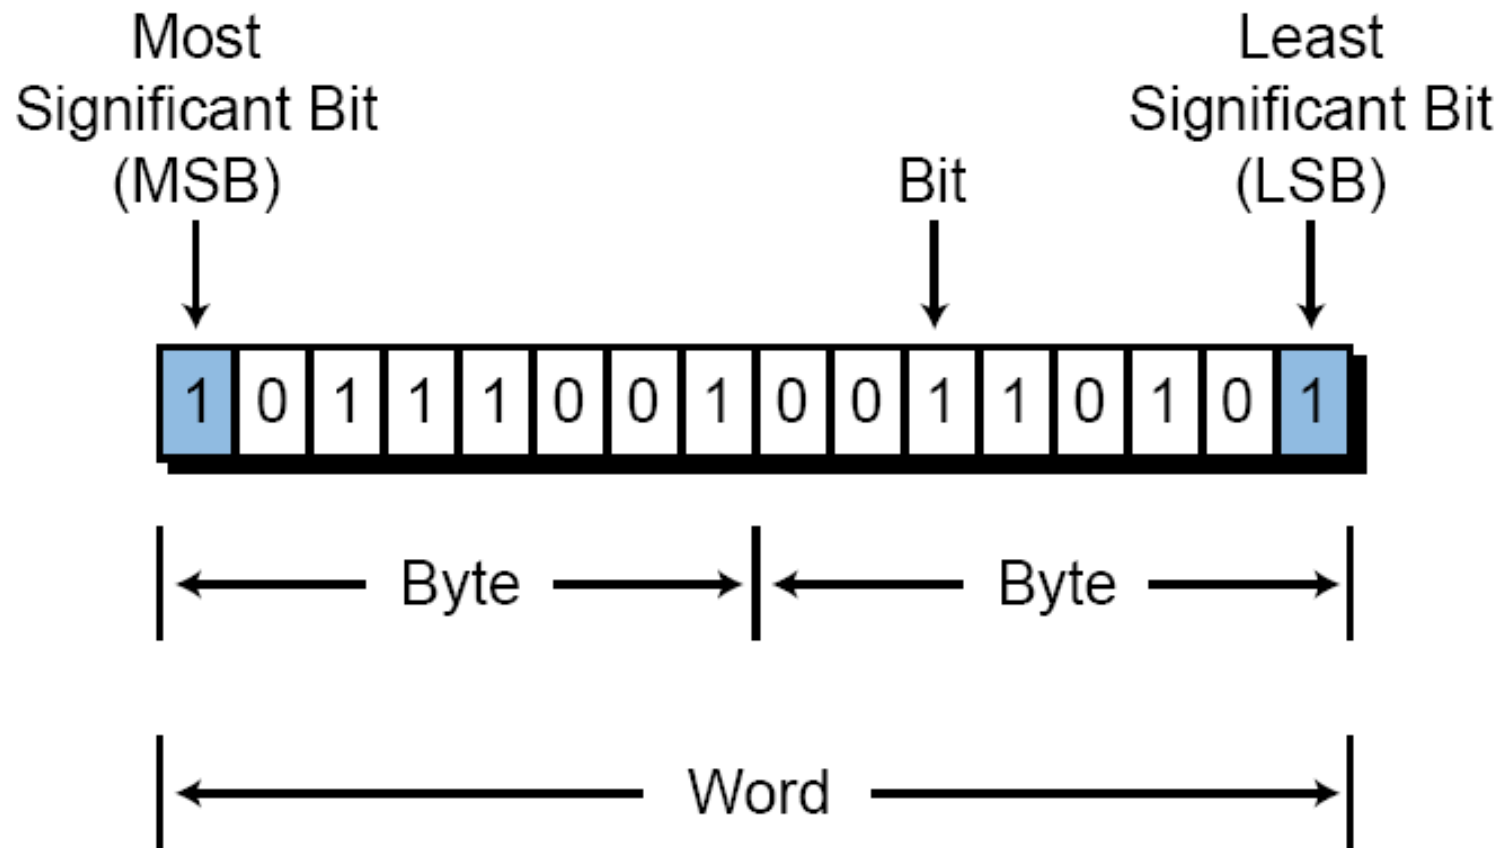 Most
Significant Bit
(MSB)
Bit
Least
Significant Bit
(LSB)
1 0 1 1 1 0 0 1 0 0 1 1 0 1 0 1
Byte
Byte
Word